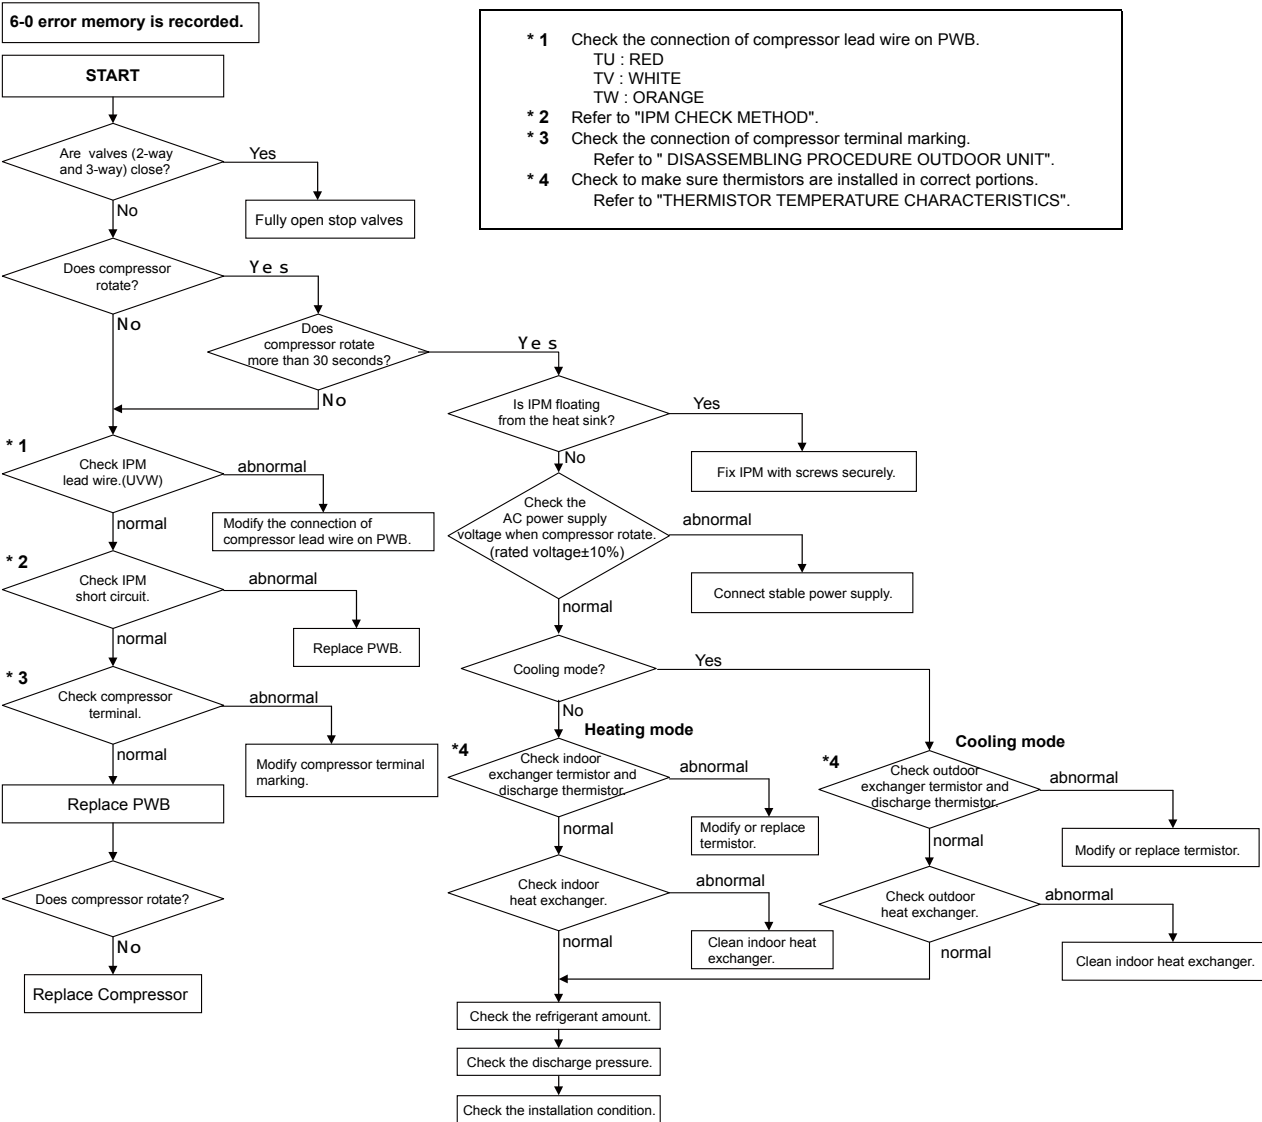 6-0 error memory is recorded.
START
Are valves (2-way
and 3-way) close?
Yes
Fully open stop valves
No
Does compressor
rotate?
Yes
No
Does
compressor rotate
more than 30 seconds?
Yes
No
* 1 Check the connection of compressor lead wire on PWB.
TU : RED
TV : WHITE
TW : ORANGE
* 2 Refer to "IPM CHECK METHOD".
* 3 Check the connection of compressor terminal marking.
Refer to " DISASSEMBLING PROCEDURE OUTDOOR UNIT".
* 4 Check to make sure thermistors are installed in correct portions.
Refer to "THERMISTOR TEMPERATURE CHARACTERISTICS".
* 1
Check IPM
lead wire.(UVW)
abnormal
Modify the connection of
compressor lead wire on PWB.
normal
* 2
Check IPM
short circuit.
abnormal
Replace PWB.
normal
* 3
Check compressor
terminal.
abnormal
Modify compressor terminal
marking.
normal
Replace PWB
Does compressor rotate?
No
Replace Compressor
Is IPM floating
from the heat sink?
Yes
Fix IPM with screws securely.
No
Check the
AC power supply
voltage when compressor rotate.
(rated voltage±10%)
abnormal
Connect stable power supply.
normal
Cooling mode?
Yes
No
Heating mode
*4
Check indoor
exchanger termistor and
discharge thermistor.
abnormal
Modify or replace
termistor.
normal
Check indoor
heat exchanger.
abnormal
Clean indoor heat
exchanger.
normal
Cooling mode
*4
Check outdoor
exchanger termistor and
discharge thermistor.
abnormal
Modify or replace termistor.
normal
Check outdoor
heat exchanger.
abnormal
Clean indoor heat exchanger.
normal
Check the refrigerant amount.
Check the discharge pressure.
Check the installation condition.